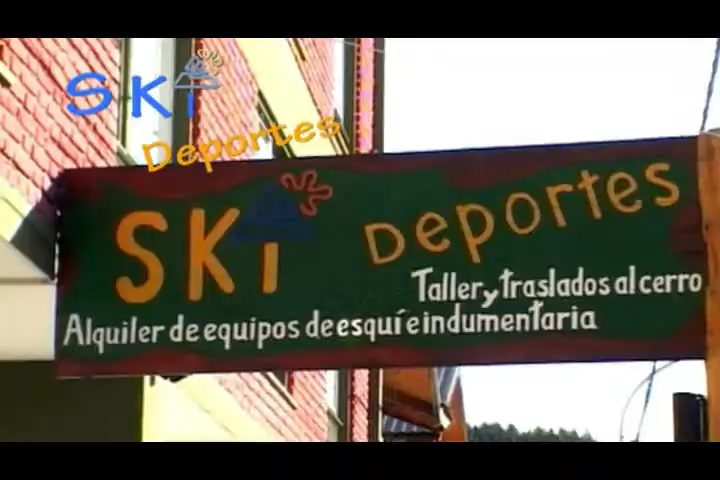 SKi
Deportes
SKi Deportes
Taller y traslados al cerro
Alquiler de equipos de esquí e indumentaria